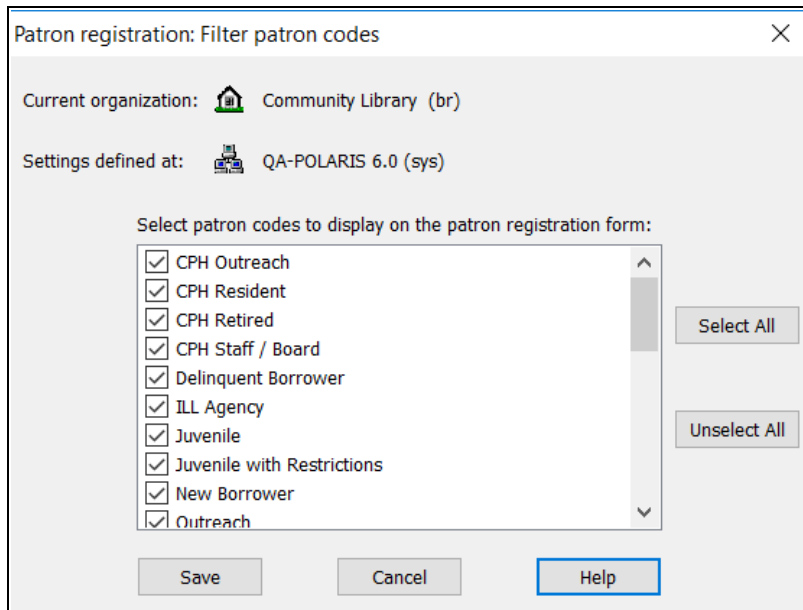 Patron registration: Filter patron codes
Current organization: Community Library (br)
Settings defined at: QA-POLARIS 6.0 (sys)
Select patron codes to display on the patron registration form:
CPH Outreach
CPH Resident
CPH Retired
CPH Staff / Board
Delinquent Borrower
ILL Agency
Juvenile
Juvenile with Restrictions
New Borrower
Outreach
Select All
Unselect All
Save Cancel Help